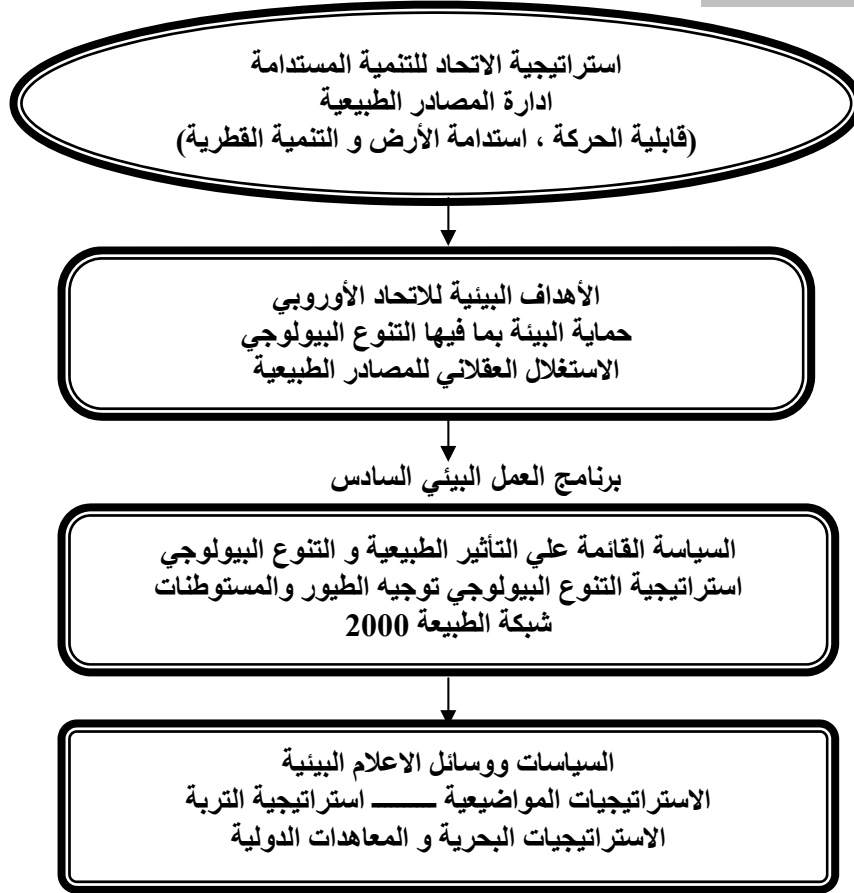 استراتيجية الاتحاد للتنمية المستدامة
ادارة المصادر الطبيعية
(قابلية الحركة ، استدامة الأرض و التنمية القطرية)
الأهداف البيئية للاتحاد الأوروبي
حماية البيئة بما فيها التنوع البيولوجي
الاستغلال العقلاني للمصادر الطبيعية
برنامج العمل البيئي السادس
السياسة القائمة علي التأثير الطبيعية و التنوع البيولوجي
استراتيجية التنوع البيولوجي توجيه الطيور والمستوطنات
شبكة الطبيعة 2000
السياسات ووسائل الاعلام البيئية
الاستراتيجيات المواضيعية ـــــــ استراتيجية التربة
الاستراتيجيات البحرية و المعاهدات الدولية